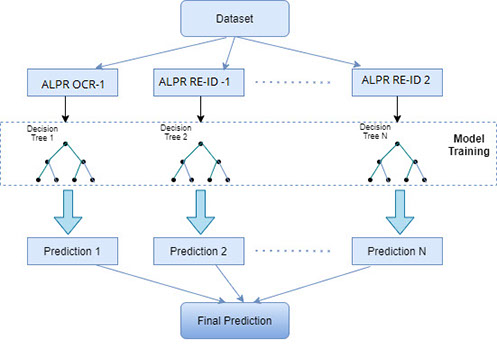 Dataset
ALPR OCR-1
ALPR RE-ID -1
ALPR RE-ID 2
Decision
Tree 1
Decision
Tree 2
Decision
Tree N
Model
Training
Prediction 1
Prediction 2
Prediction N
Final Prediction